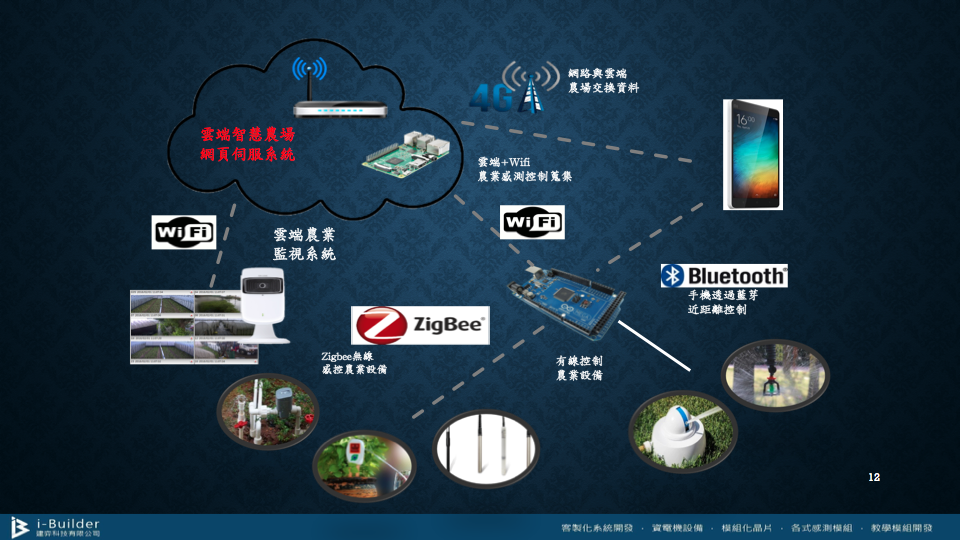 網路與雲端
農場交換資料
4G
雲端智慧農場
網頁伺服系統
16:00
雲端+Wifi
農業感測控制蒐集
WiFi
WiFi
雲端農業
監視系統
Bluetooth
手機透過藍芽
近距離控制
ZigBee
Zigbee無線
感控農業設備
有線控制
農業設備
12
i-Builder
建弈科技有限公司
客製化系統開發 · 資電機設備 · 模組化晶片 · 各式感測模組 · 教學模組開發